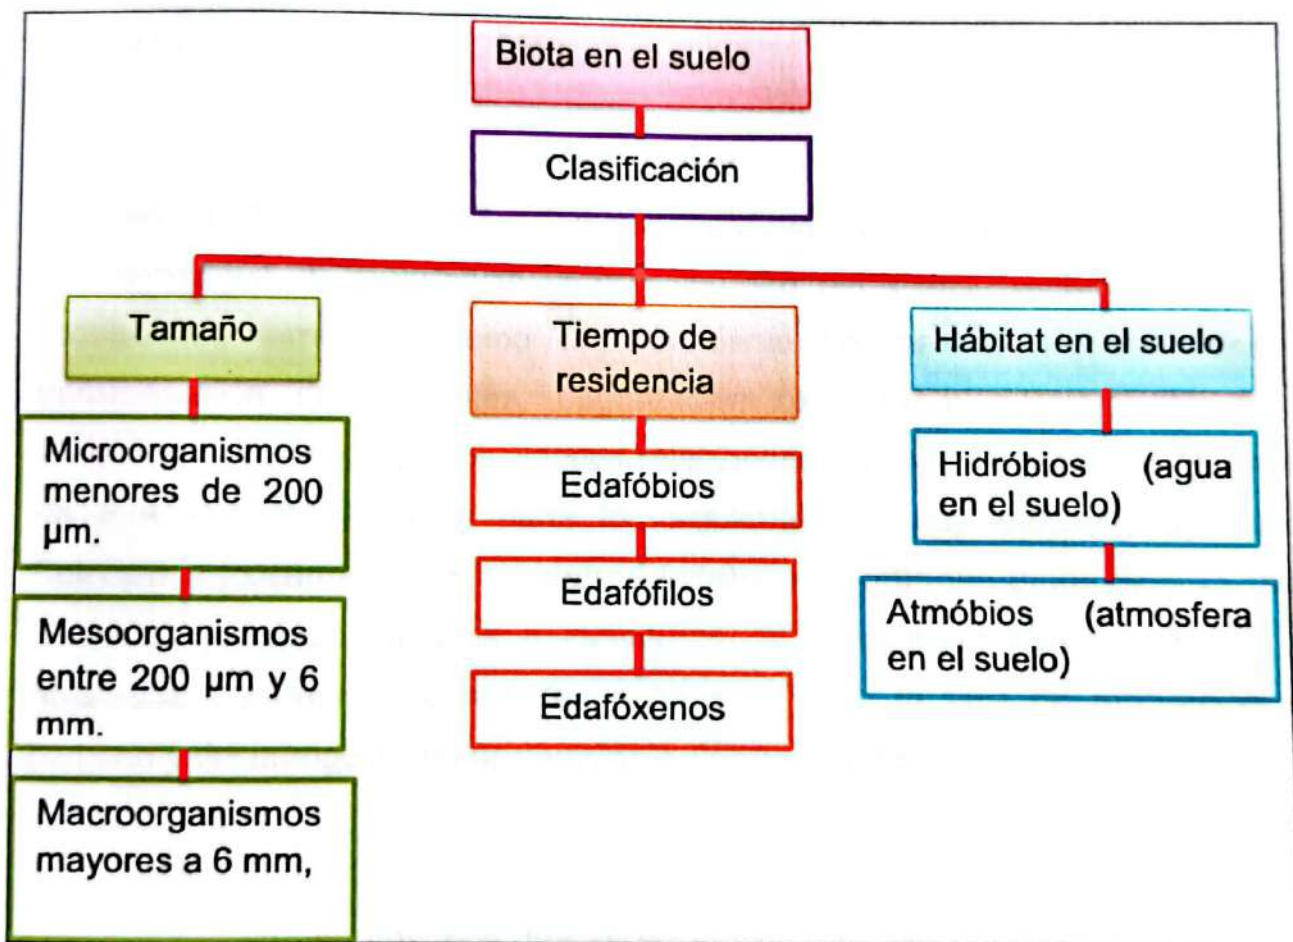 Biota en el suelo
Clasificación
Tamaño
Microorganismos
menores de 200
µm.
Mesoorganismos
entre 200 µm y 6
mm.
Macroorganismos
mayores a 6 mm,
Tiempo de
residencia
Edafóbios
Edafófilos
Edafóxenos
Hábitat en el suelo
Hidróbios (agua
en el suelo)
Atmóbios (atmosfera
en el suelo)